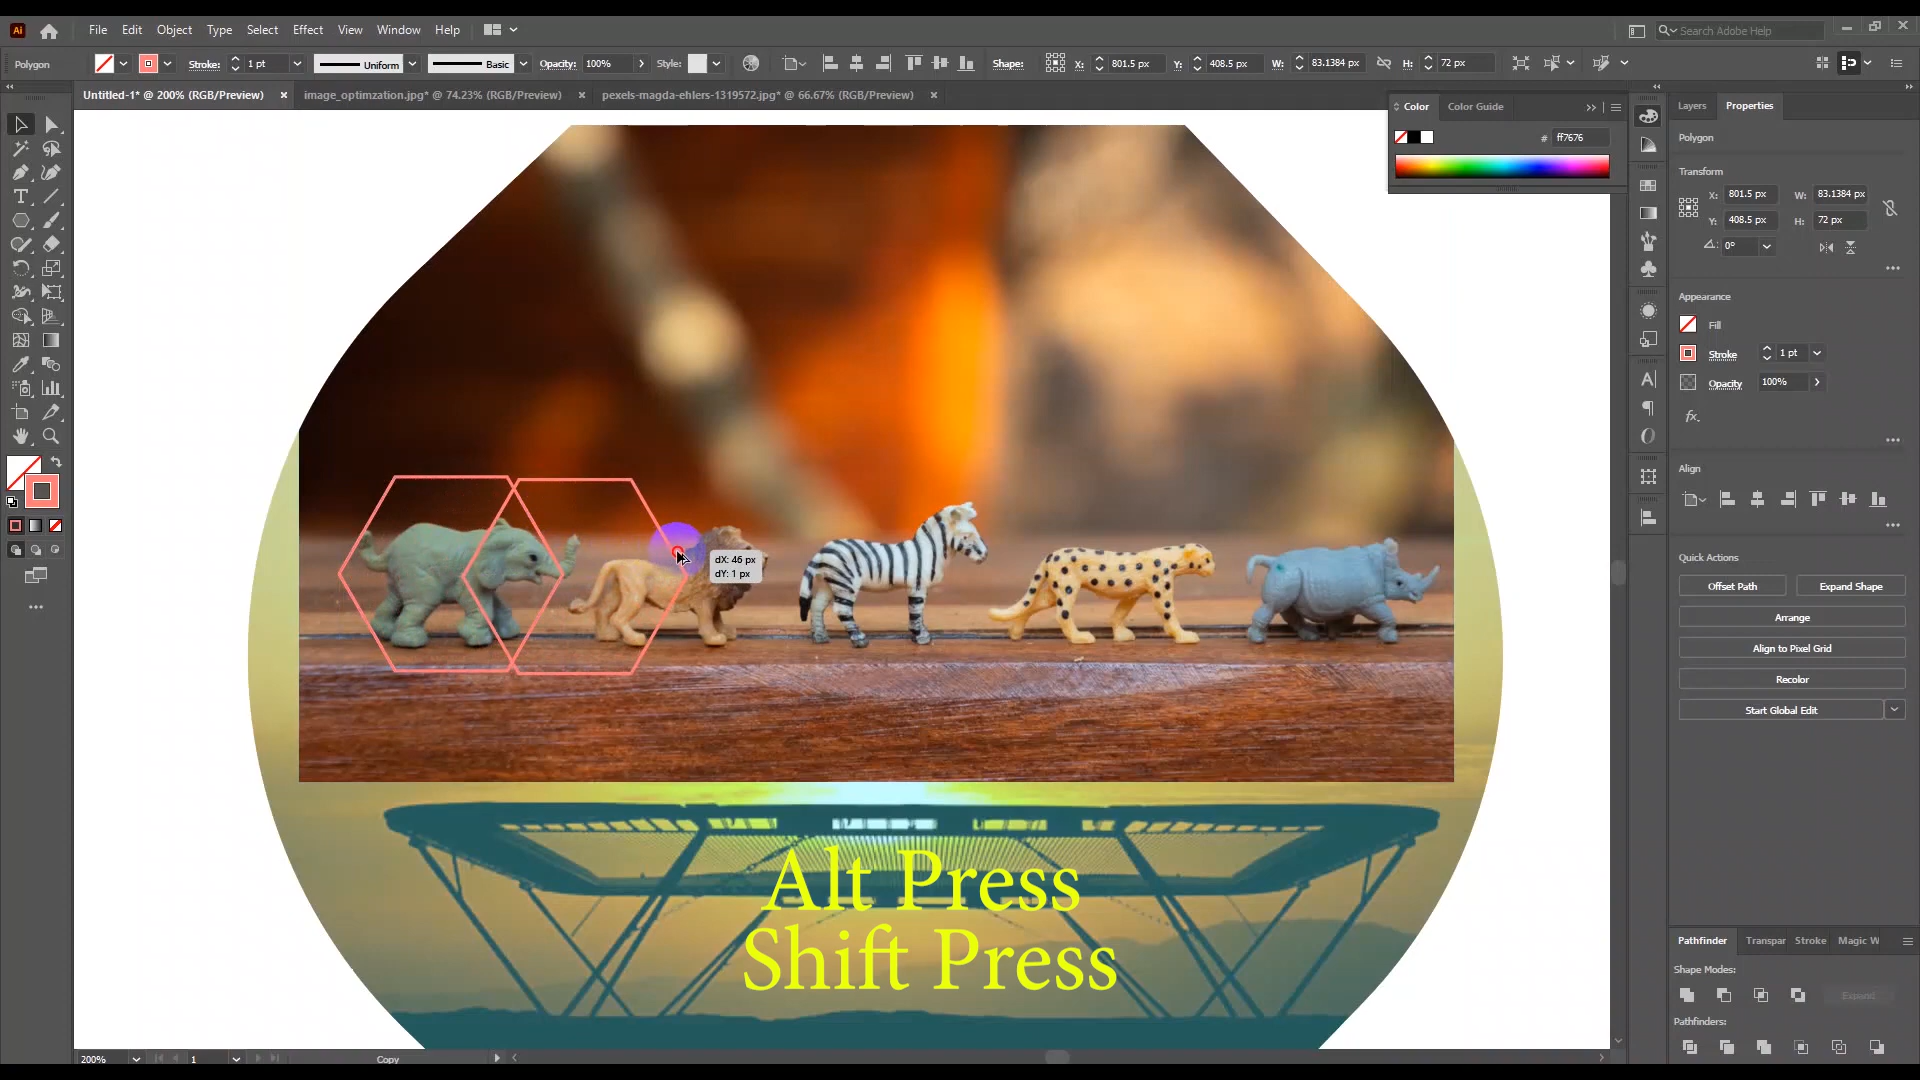 Ai File Edit Object Type Select Effect View Window Help
Search Adobe Help
Polygon Stroke: 1 pt Uniform Basic Opacity: 100% Style: Shape: X: 801.5 px Y: 408.5 px W: 83.1384 px H: 72 px
Untitled-1* @ 200% (RGB/Preview) image_optimzation.jpg* @ 74.23% (RGB/Preview) pexels-magda-ehlers-1319572.jpg* @ 66.67% (RGB/Preview)
Color Color Guide
# ff7676
Layers Properties
Polygon
Transform
X: 801.5 px W: 83.1384 px
Y: 408.5 px H: 72 px
0°
Appearance
Fill
Stroke 1 pt
Opacity 100%
fx.
Align
Quick Actions
Offset Path Expand Shape
Arrange
Align to Pixel Grid
Recolor
Start Global Edit
dX: 46 px
dY: 1 px
Alt Press
Shift Press
Pathfinder Transpar Stroke Magic W
Shape Modes:
Expand
Pathfinders:
200% 1 Copy